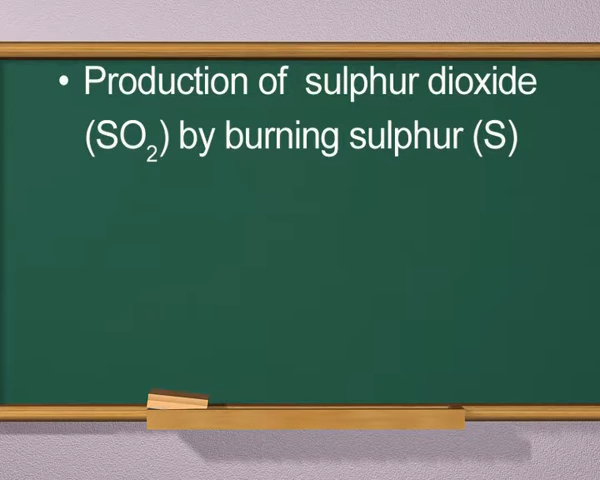 • Production of sulphur dioxide
(SO₂) by burning sulphur (S)